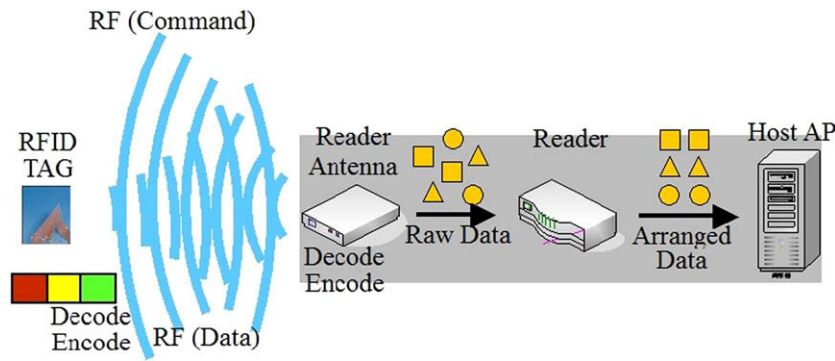 RF (Command)
RFID
TAG
Decode
Encode
RF (Data)
Reader
Antenna
Decode
Encode
Raw Data
Reader
Arranged
Data
Host AP